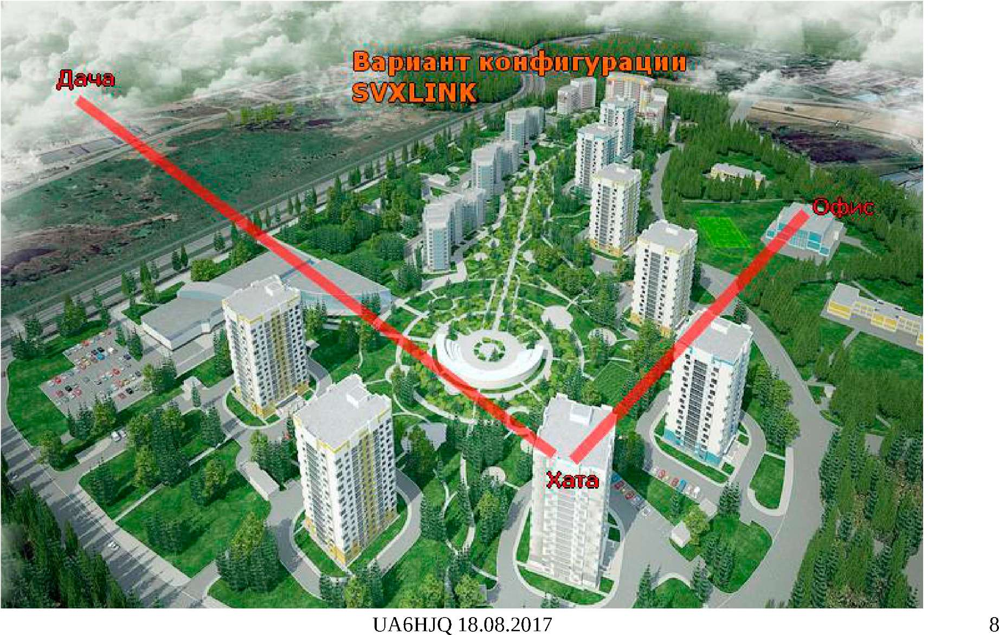 Вариант конфигурации
SVXLINK
Дача
Офис
Хата
UA6HJQ 18.08.2017
8